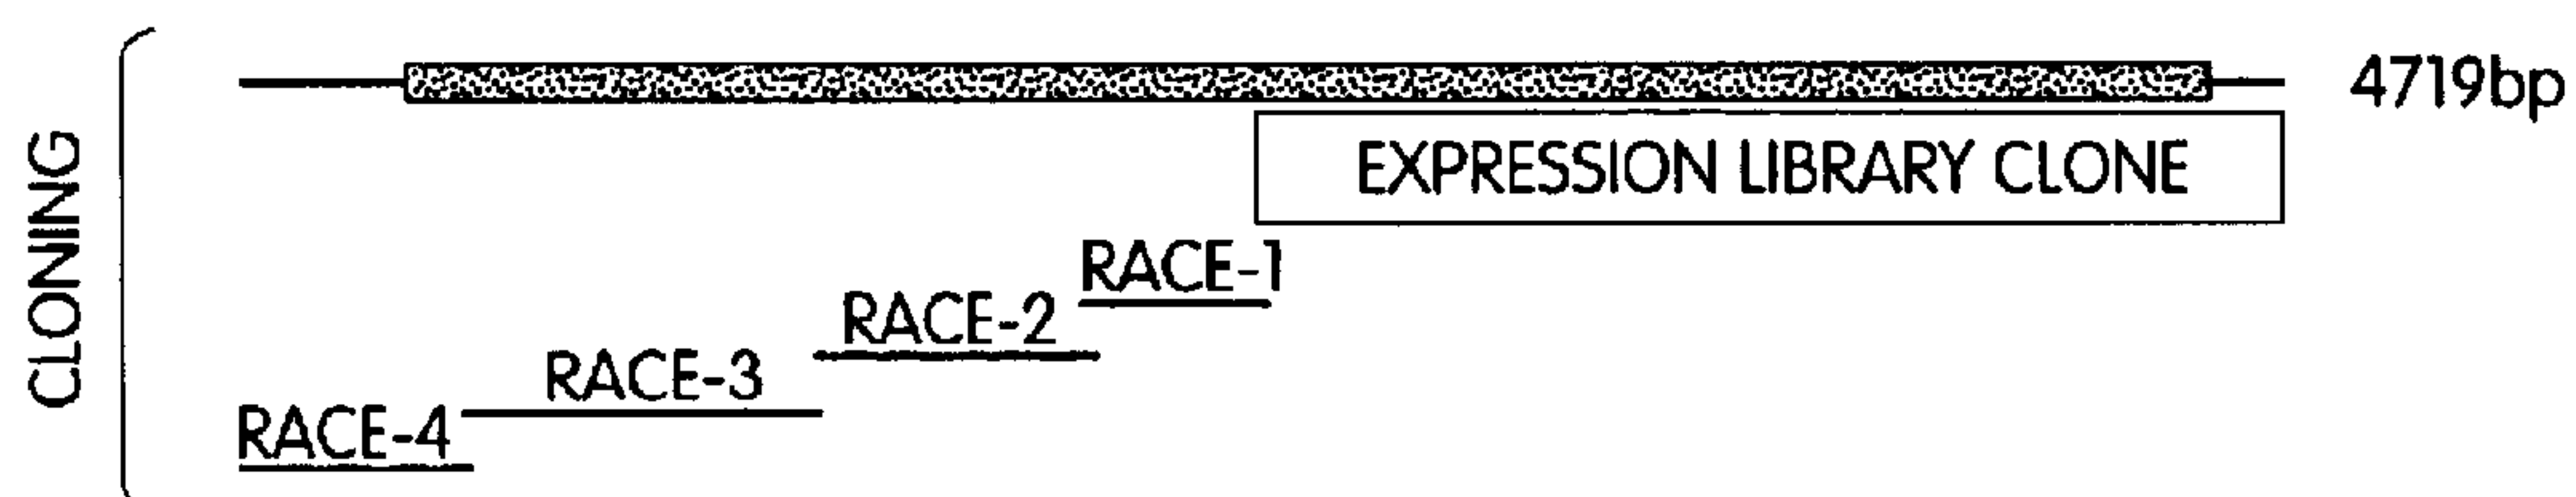 CLONING
4719bp
EXPRESSION LIBRARY CLONE
RACE-1
RACE-2
RACE-3
RACE-4